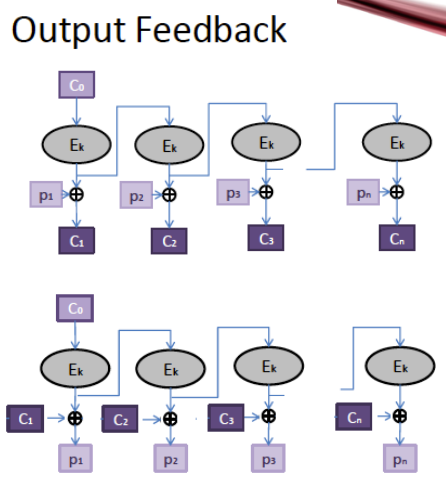 Output Feedback
C₀
Eₖ Eₖ Eₖ Eₖ
p₁ p₂ p₃ pₙ
C₁ C₂ C₃ Cₙ
C₀
Eₖ Eₖ Eₖ Eₖ
C₁ C₂ C₃ Cₙ
p₁ p₂ p₃ pₙ